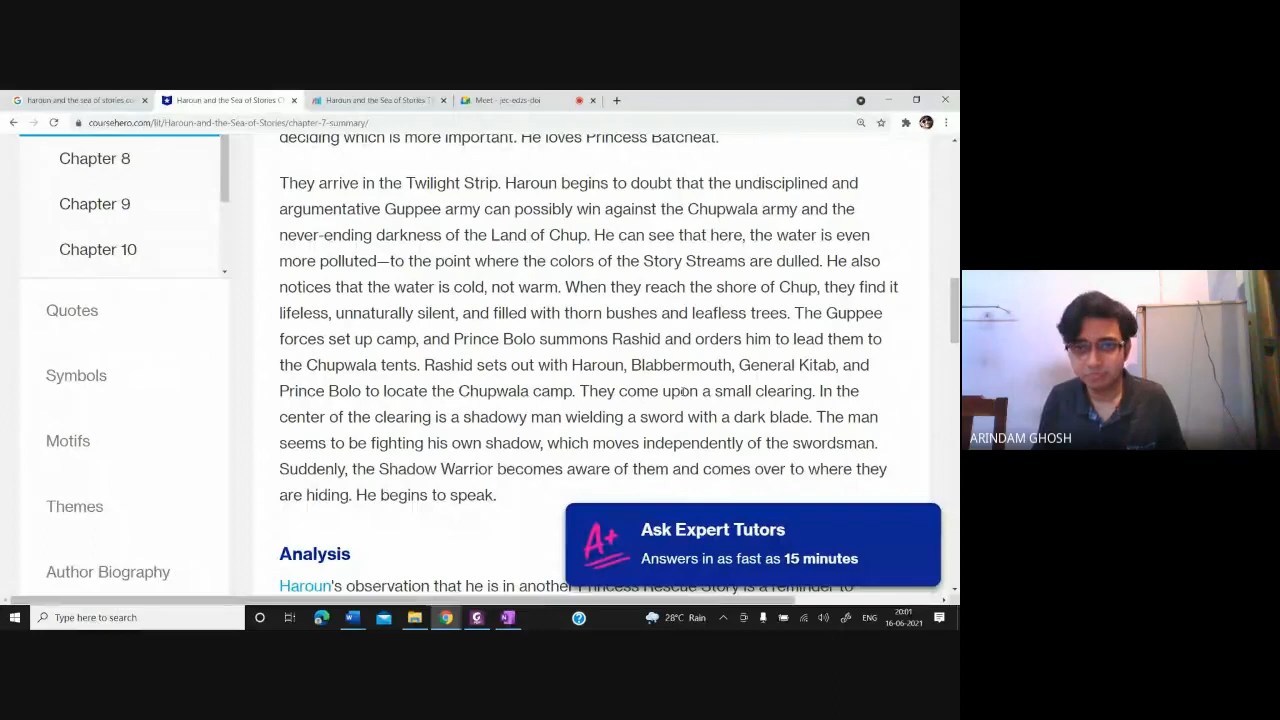 haroun and the sea of stories co
Haroun and the Sea of Stories C
Haroun and the Sea of Stories T
Meet - jec-edzs-doi
coursehero.com/lit/Haroun-and-the-Sea-of-Stories/chapter-7-summary/
Chapter 8
Chapter 9
Chapter 10
Quotes
Symbols
Motifs
Themes
Author Biography
deciding which is more important. He loves Princess Batcheat.
They arrive in the Twilight Strip. Haroun begins to doubt that the undisciplined and
argumentative Guppee army can possibly win against the Chupwala army and the
never-ending darkness of the Land of Chup. He can see that here, the water is even
more polluted—to the point where the colors of the Story Streams are dulled. He also
notices that the water is cold, not warm. When they reach the shore of Chup, they find it
lifeless, unnaturally silent, and filled with thorn bushes and leafless trees. The Guppee
forces set up camp, and Prince Bolo summons Rashid and orders him to lead them to
the Chupwala tents. Rashid sets out with Haroun, Blabbermouth, General Kitab, and
Prince Bolo to locate the Chupwala camp. They come upon a small clearing. In the
center of the clearing is a shadowy man wielding a sword with a dark blade. The man
seems to be fighting his own shadow, which moves independently of the swordsman.
Suddenly, the Shadow Warrior becomes aware of them and comes over to where they
are hiding. He begins to speak.
Analysis
Haroun's observation that he is in another Princess Rescue Story is a reminder to
A+
Ask Expert Tutors
Answers in as fast as 15 minutes
ARINDAM GHOSH
Type here to search
28°C Rain
ENG
20:01
16-06-2021